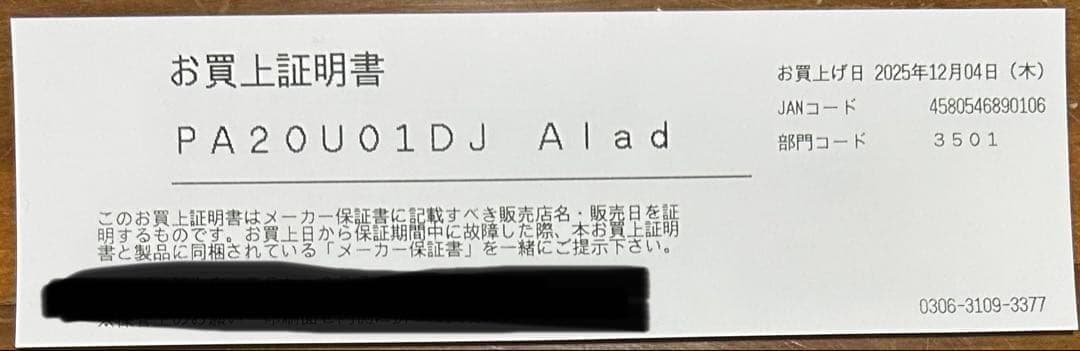 お買上証明書
お買上げ日 2025年12月04日（木）
JANコード 4580546890106
部門コード 3501
PA20U01DJ Alad
このお買上証明書はメーカー保証書に記載すべき販売店名・販売日を証
明するものです。お買上日から保証期間中に故障した際、本お買上証明
書と製品に同梱されている「メーカー保証書」を一緒にご提示下さい。
0306-3109-3377